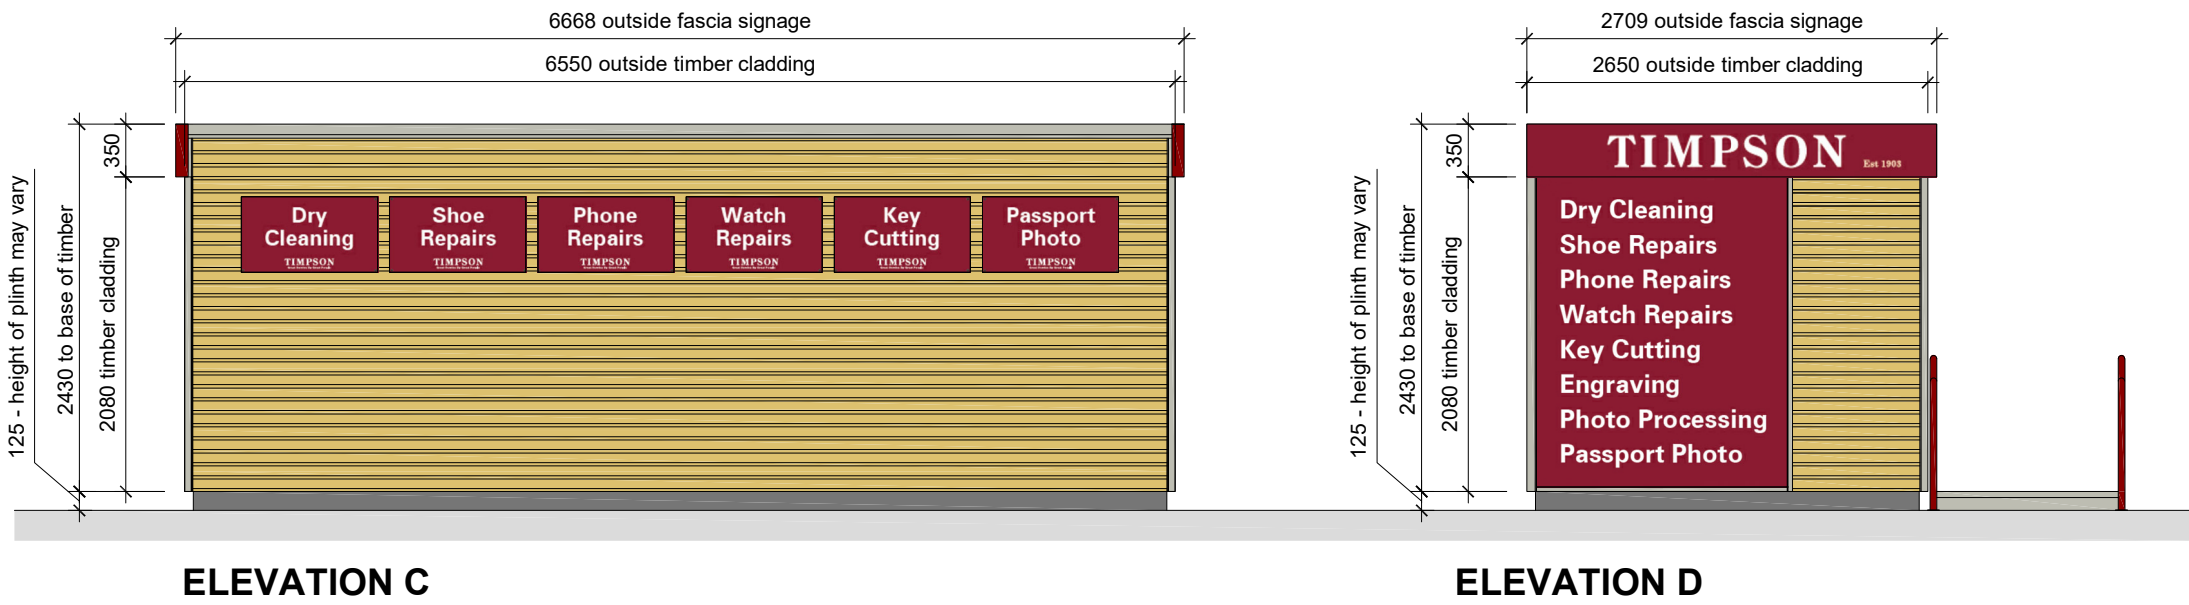 6668 outside fascia signage
6550 outside timber cladding
350
125 - height of plinth may vary
2430 to base of timber
2080 timber cladding
Dry
Cleaning
TIMPSON
Shoe
Repairs
TIMPSON
Phone
Repairs
TIMPSON
Watch
Repairs
TIMPSON
Key
Cutting
TIMPSON
Passport
Photo
TIMPSON
ELEVATION C
2709 outside fascia signage
2650 outside timber cladding
350
125 - height of plinth may vary
2430 to base of timber
2080 timber cladding
TIMPSON
Est 1903
Dry Cleaning
Shoe Repairs
Phone Repairs
Watch Repairs
Key Cutting
Engraving
Photo Processing
Passport Photo
ELEVATION D